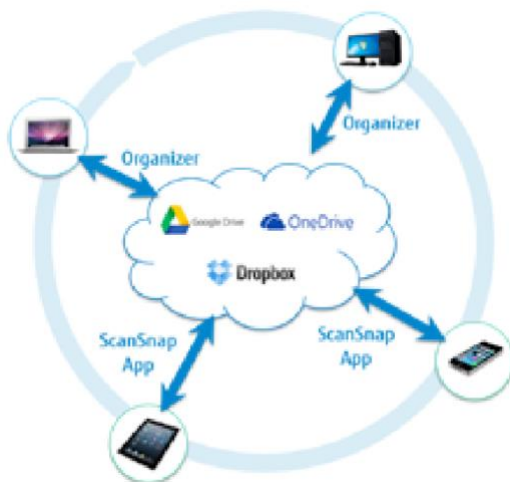 Organizer
Organizer
Google Drive
OneDrive
Dropbox
ScanSnap
App
ScanSnap
App